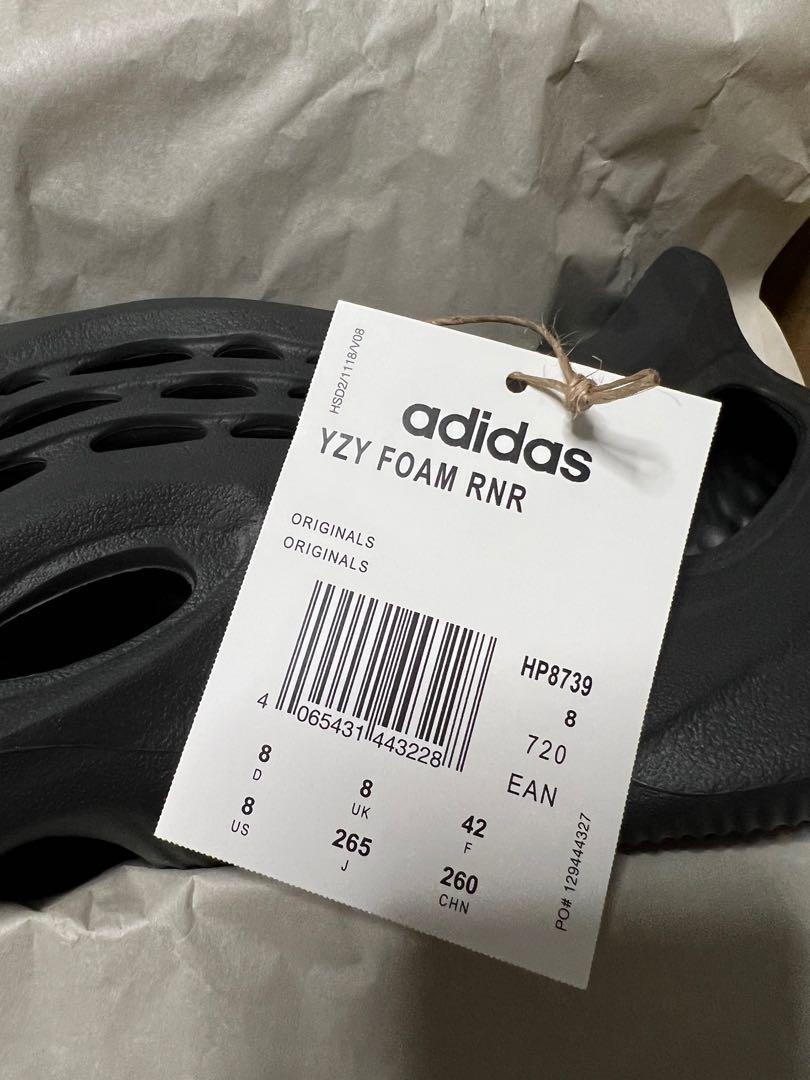 HSD2/1118/V08
adidas
YZY FOAM RNR
ORIGINALS
ORIGINALS
HP8739
8
720
EAN
4 065431 443228
8
D
8
UK
42
F
8
US
265
J
260
CHN
PO# 129444327